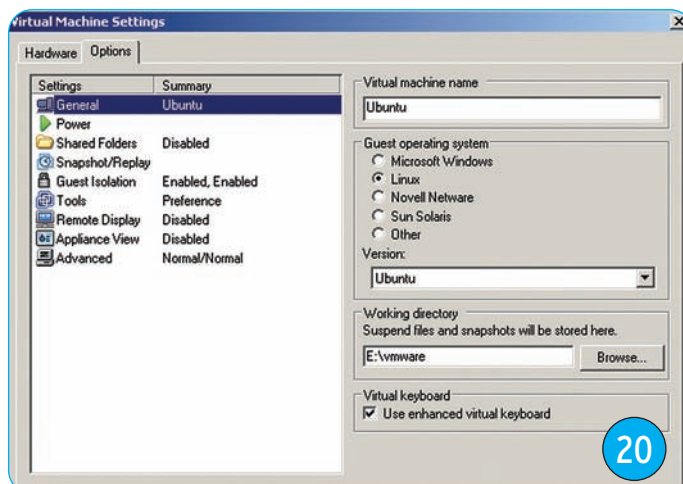 Virtual Machine Settings
Hardware Options
Settings Summary
General Ubuntu
Power
Shared Folders Disabled
Snapshot/Replay
Guest Isolation Enabled, Enabled
Tools Preference
Remote Display Disabled
Appliance View Disabled
Advanced Normal/Normal
Virtual machine name
Ubuntu
Guest operating system
Microsoft Windows
Linux
Novell Netware
Sun Solaris
Other
Version:
Ubuntu
Working directory
Suspend files and snapshots will be stored here.
E:\vmware Browse...
Virtual keyboard
Use enhanced virtual keyboard
20